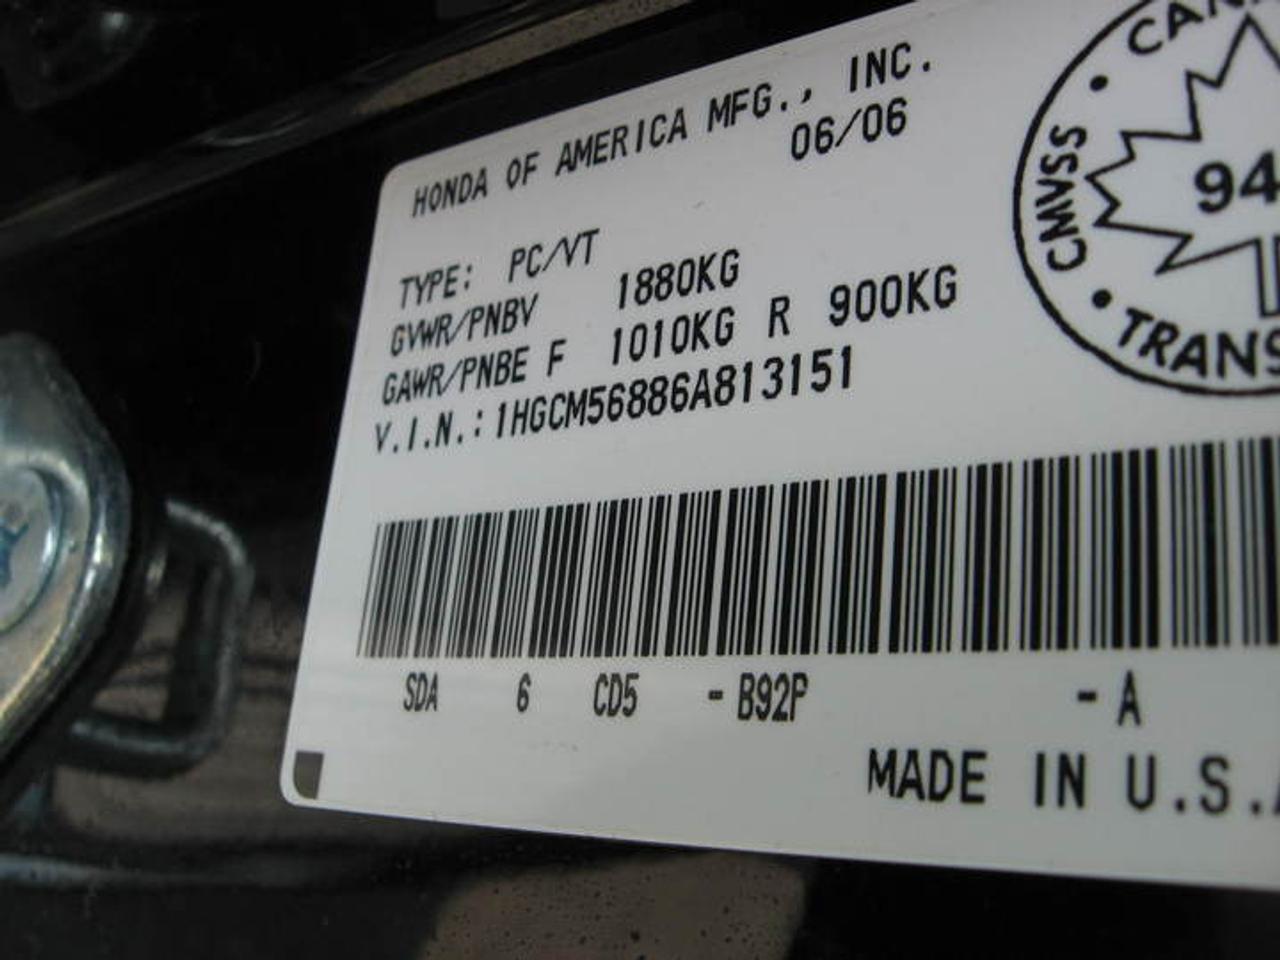 HONDA OF AMERICA MFG., INC.
06/06
TYPE: PC/VT
GVWR/PNBV 1880KG
GAWR/PNBE F 1010KG R 900KG
V.I.N.: 1HGCM56886A813151
SDA 6 CD5 - B92P - A
MADE IN U.S.
CMVSS
94